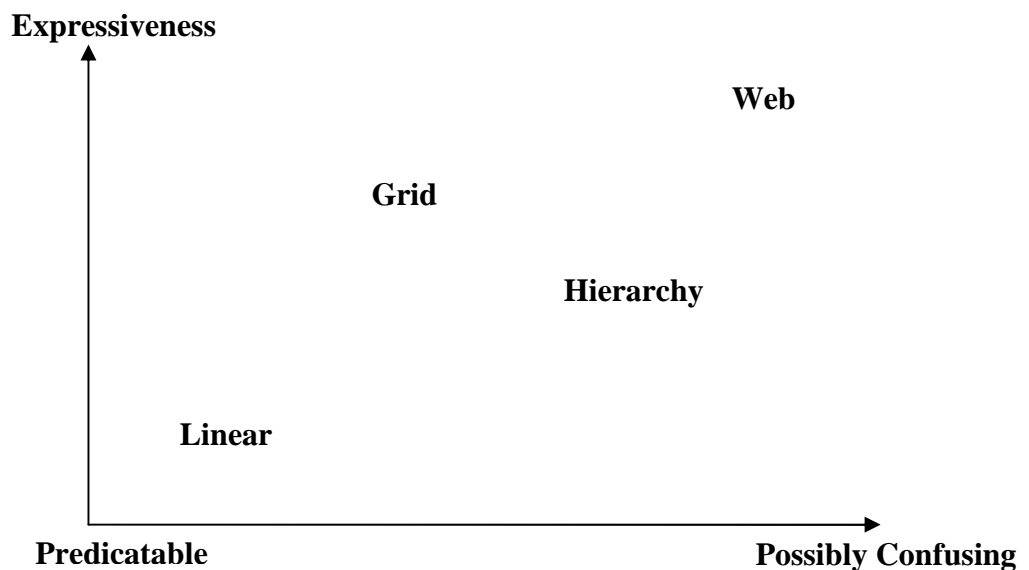 Expressiveness
Web
Grid
Hierarchy
Linear
Predicatable
Possibly Confusing